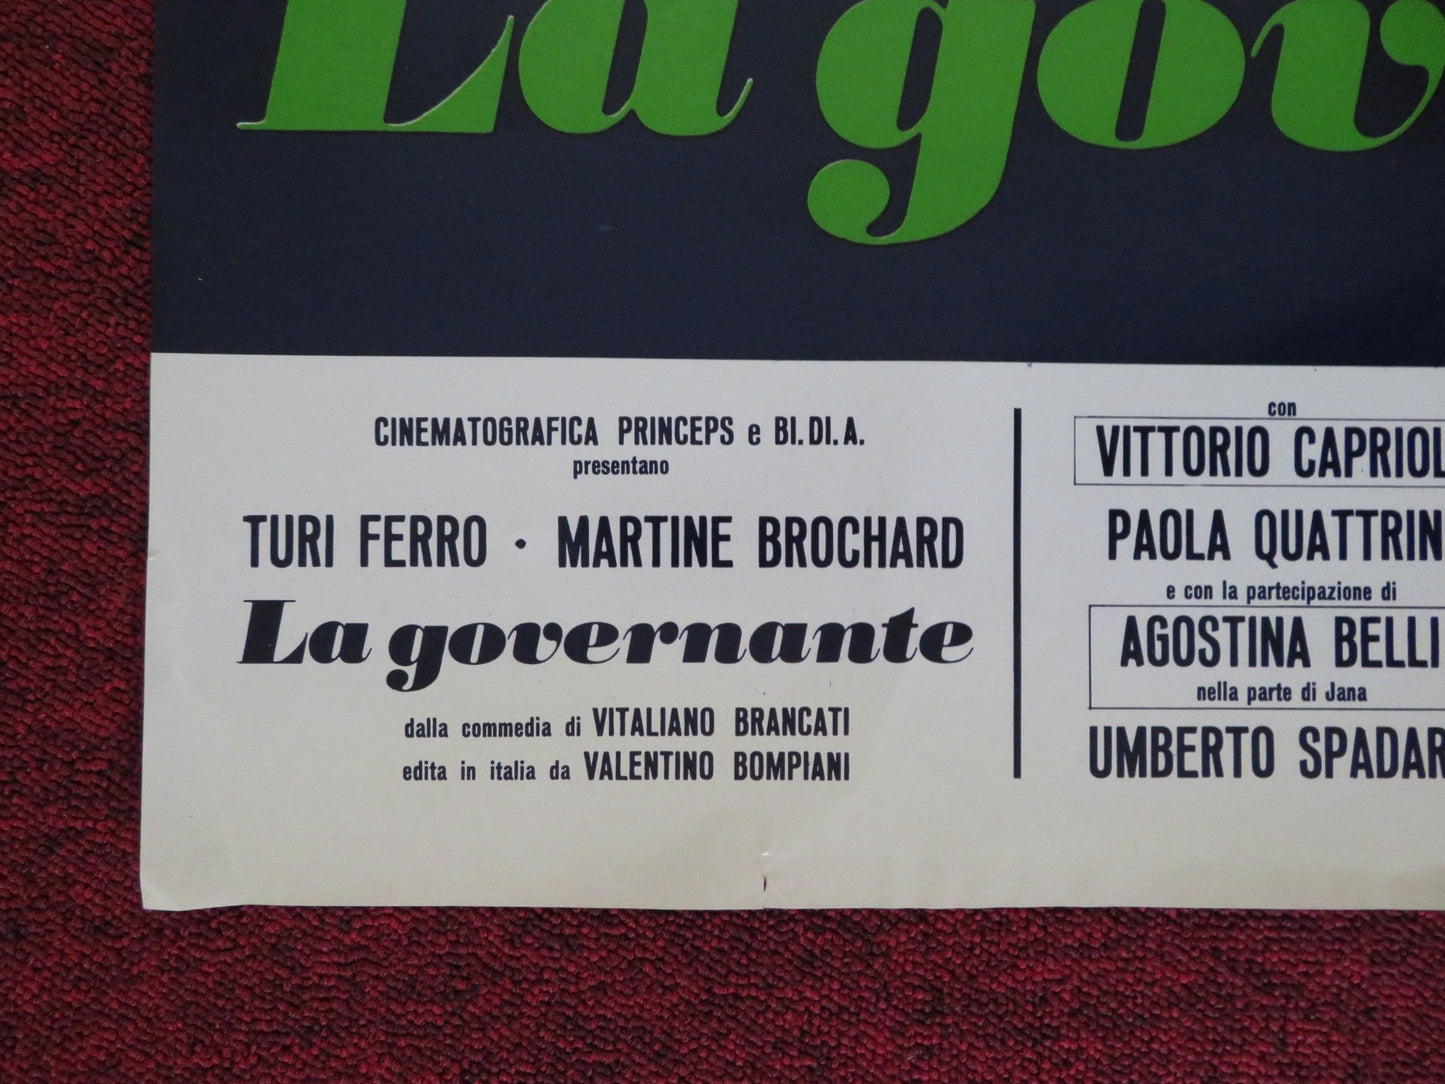 La gov
CINEMATOGRAFICA PRINCEPS e BI.DI.A.
presentano
TURI FERRO · MARTINE BROCHARD
La governante
dalla commedia di VITALIANO BRANCATI
edita in italia da VALENTINO BOMPIANI
con
VITTORIO CAPRIOL
PAOLA QUATTRIN
e con la partecipazione di
AGOSTINA BELLI
nella parte di Jana
UMBERTO SPADAR